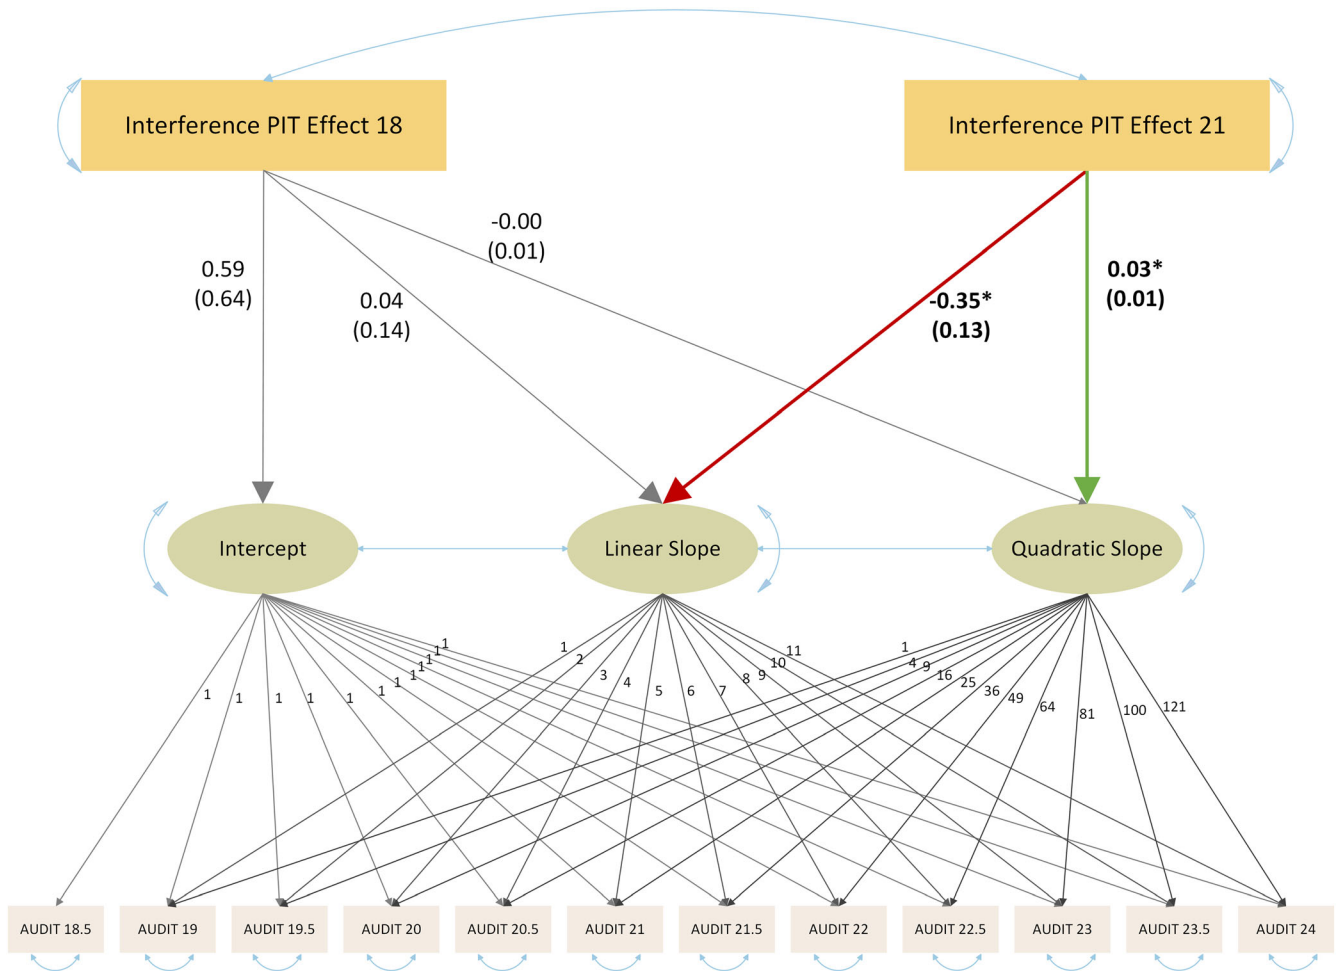 Interference PIT Effect 18
Interference PIT Effect 21
-0.00
(0.01)
0.59
(0.64)
0.04
(0.14)
-0.35*
(0.13)
0.03*
(0.01)
Intercept
Linear Slope
Quadratic Slope
1
1
1
1
1
1
1
1
1
1
1
1
1
2
3
4
5
6
7
8
9
10
11
1
4
9
16
25
36
49
64
81
100
121
AUDIT 18.5
AUDIT 19
AUDIT 19.5
AUDIT 20
AUDIT 20.5
AUDIT 21
AUDIT 21.5
AUDIT 22
AUDIT 22.5
AUDIT 23
AUDIT 23.5
AUDIT 24